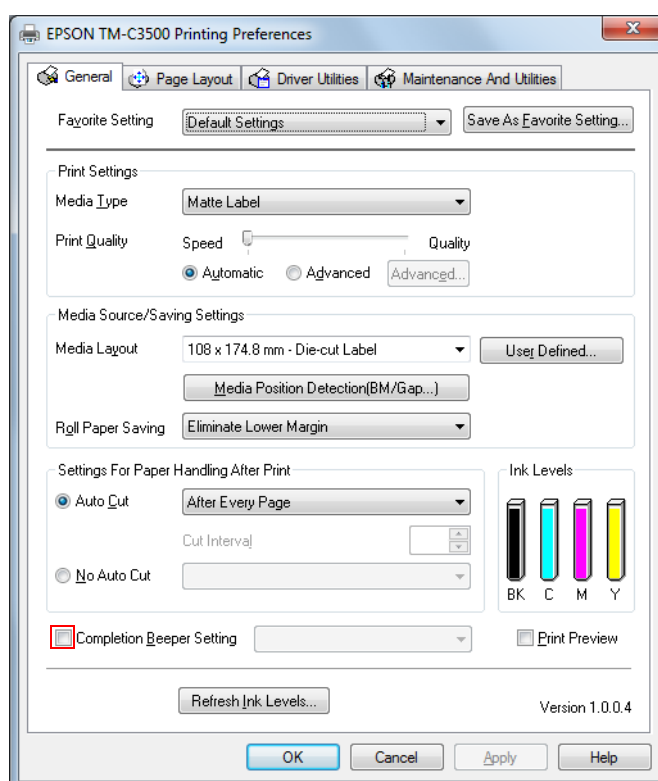 EPSON TM-C3500 Printing Preferences
General Page Layout Driver Utilities Maintenance And Utilities
Favorite Setting Default Settings Save As Favorite Setting...
Print Settings
Media Type Matte Label
Print Quality Speed Quality
Automatic Advanced Advanced...
Media Source/Saving Settings
Media Layout 108 x 174.8 mm - Die-cut Label User Defined...
Media Position Detection(BM/Gap...)
Roll Paper Saving Eliminate Lower Margin
Settings For Paper Handling After Print Ink Levels
Auto Cut After Every Page
Cut Interval
No Auto Cut
BK C M Y
Completion Beeper Setting Print Preview
Refresh Ink Levels... Version 1.0.0.4
OK Cancel Apply Help